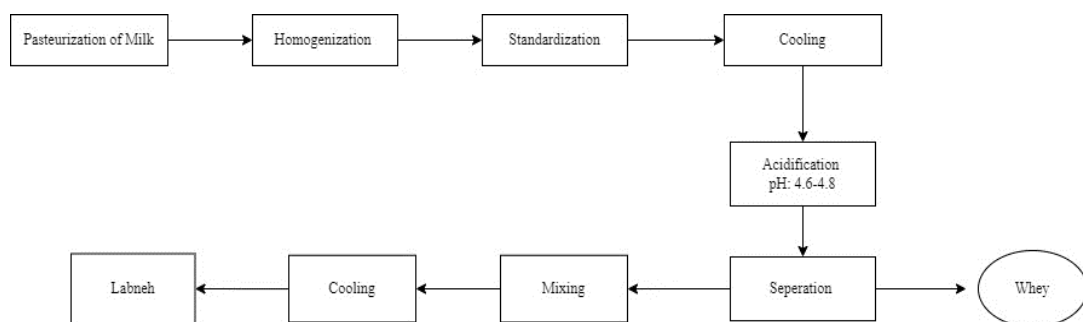 Pasteurization of Milk
Homogenization
Standardization
Cooling
Acidification
pH: 4.6-4.8
Labneh
Cooling
Mixing
Seperation
Whey